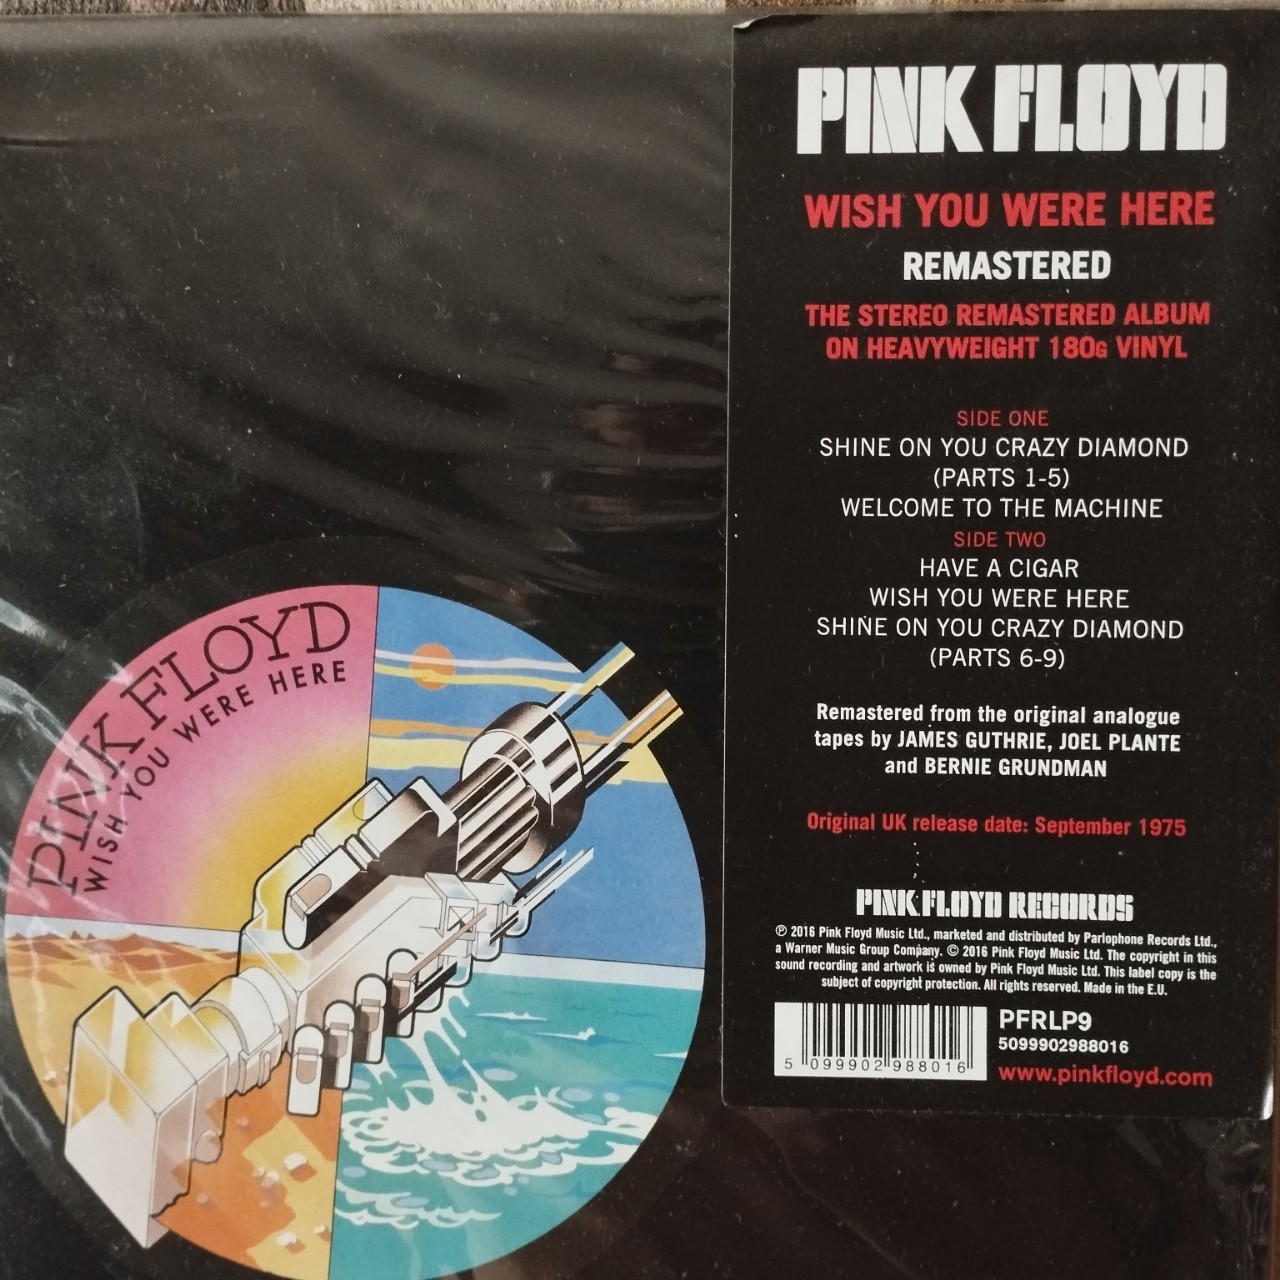 PINK FLOYD
WISH YOU WERE HERE
REMASTERED
THE STEREO REMASTERED ALBUM
ON HEAVYWEIGHT 180G VINYL
SIDE ONE
SHINE ON YOU CRAZY DIAMOND
(PARTS 1-5)
WELCOME TO THE MACHINE
SIDE TWO
HAVE A CIGAR
WISH YOU WERE HERE
SHINE ON YOU CRAZY DIAMOND
(PARTS 6-9)
Remastered from the original analogue
tapes by JAMES GUTHRIE, JOEL PLANTE
and BERNIE GRUNDMAN
Original UK release date: September 1975
PINK FLOYD RECORDS
℗ 2016 Pink Floyd Music Ltd., marketed and distributed by Parlophone Records Ltd.,
a Warner Music Group Company. © 2016 Pink Floyd Music Ltd. The copyright in this
sound recording and artwork is owned by Pink Floyd Music Ltd. This label copy is the
subject of copyright protection. All rights reserved. Made in the E.U.
5 099902 988016
PFRLP9
5099902988016
www.pinkfloyd.com
PINK FLOYD
WISH YOU WERE HERE